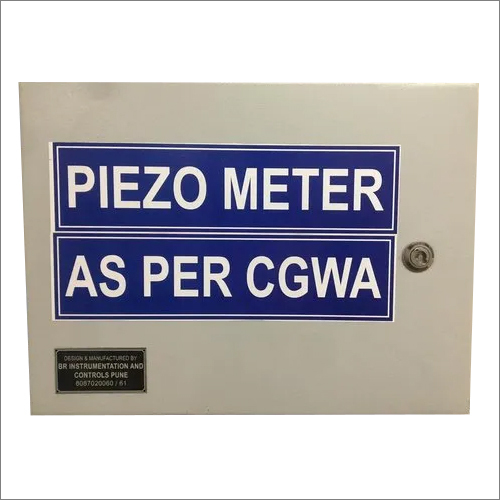 PIEZO METER
AS PER CGWA
DESIGN & MANUFACTURED BY
BR INSTRUMENTATION AND
CONTROLS PUNE
8087020060 / 61